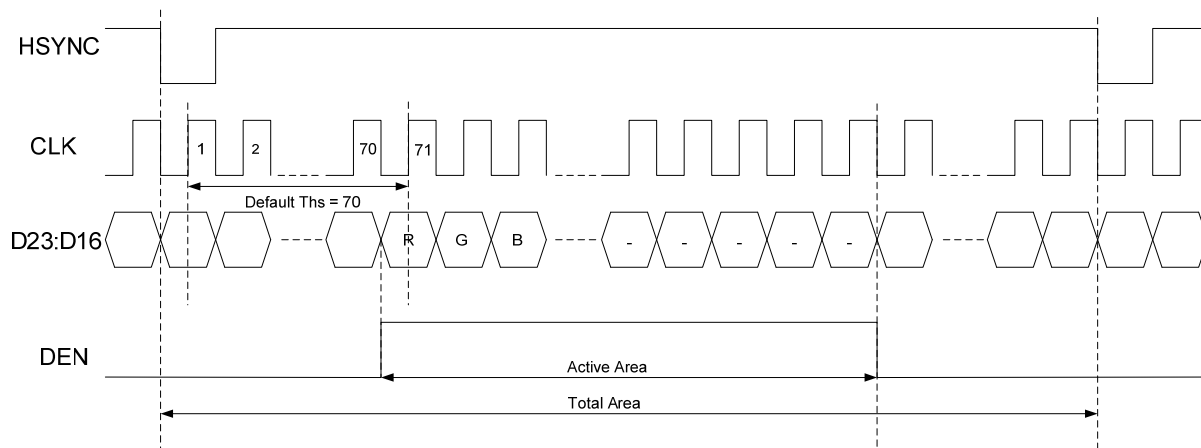 HSYNC
CLK
1
2
70
71
Default Ths = 70
D23:D16
R
G
B
-
-
-
-
-
DEN
Active Area
Total Area